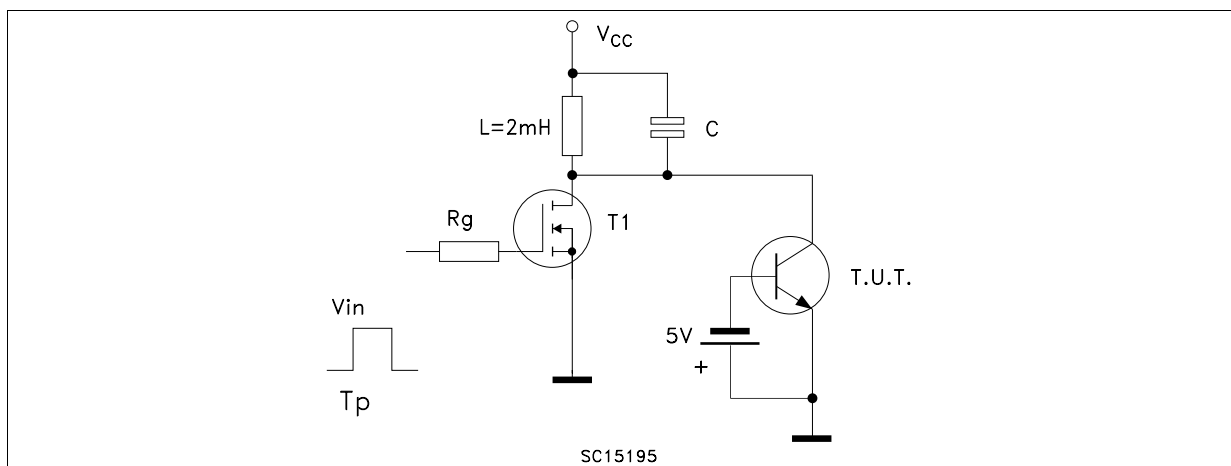 VCC
L=2mH
C
Rg
T1
T.U.T.
Vin
5V
+
Tp
SC15195